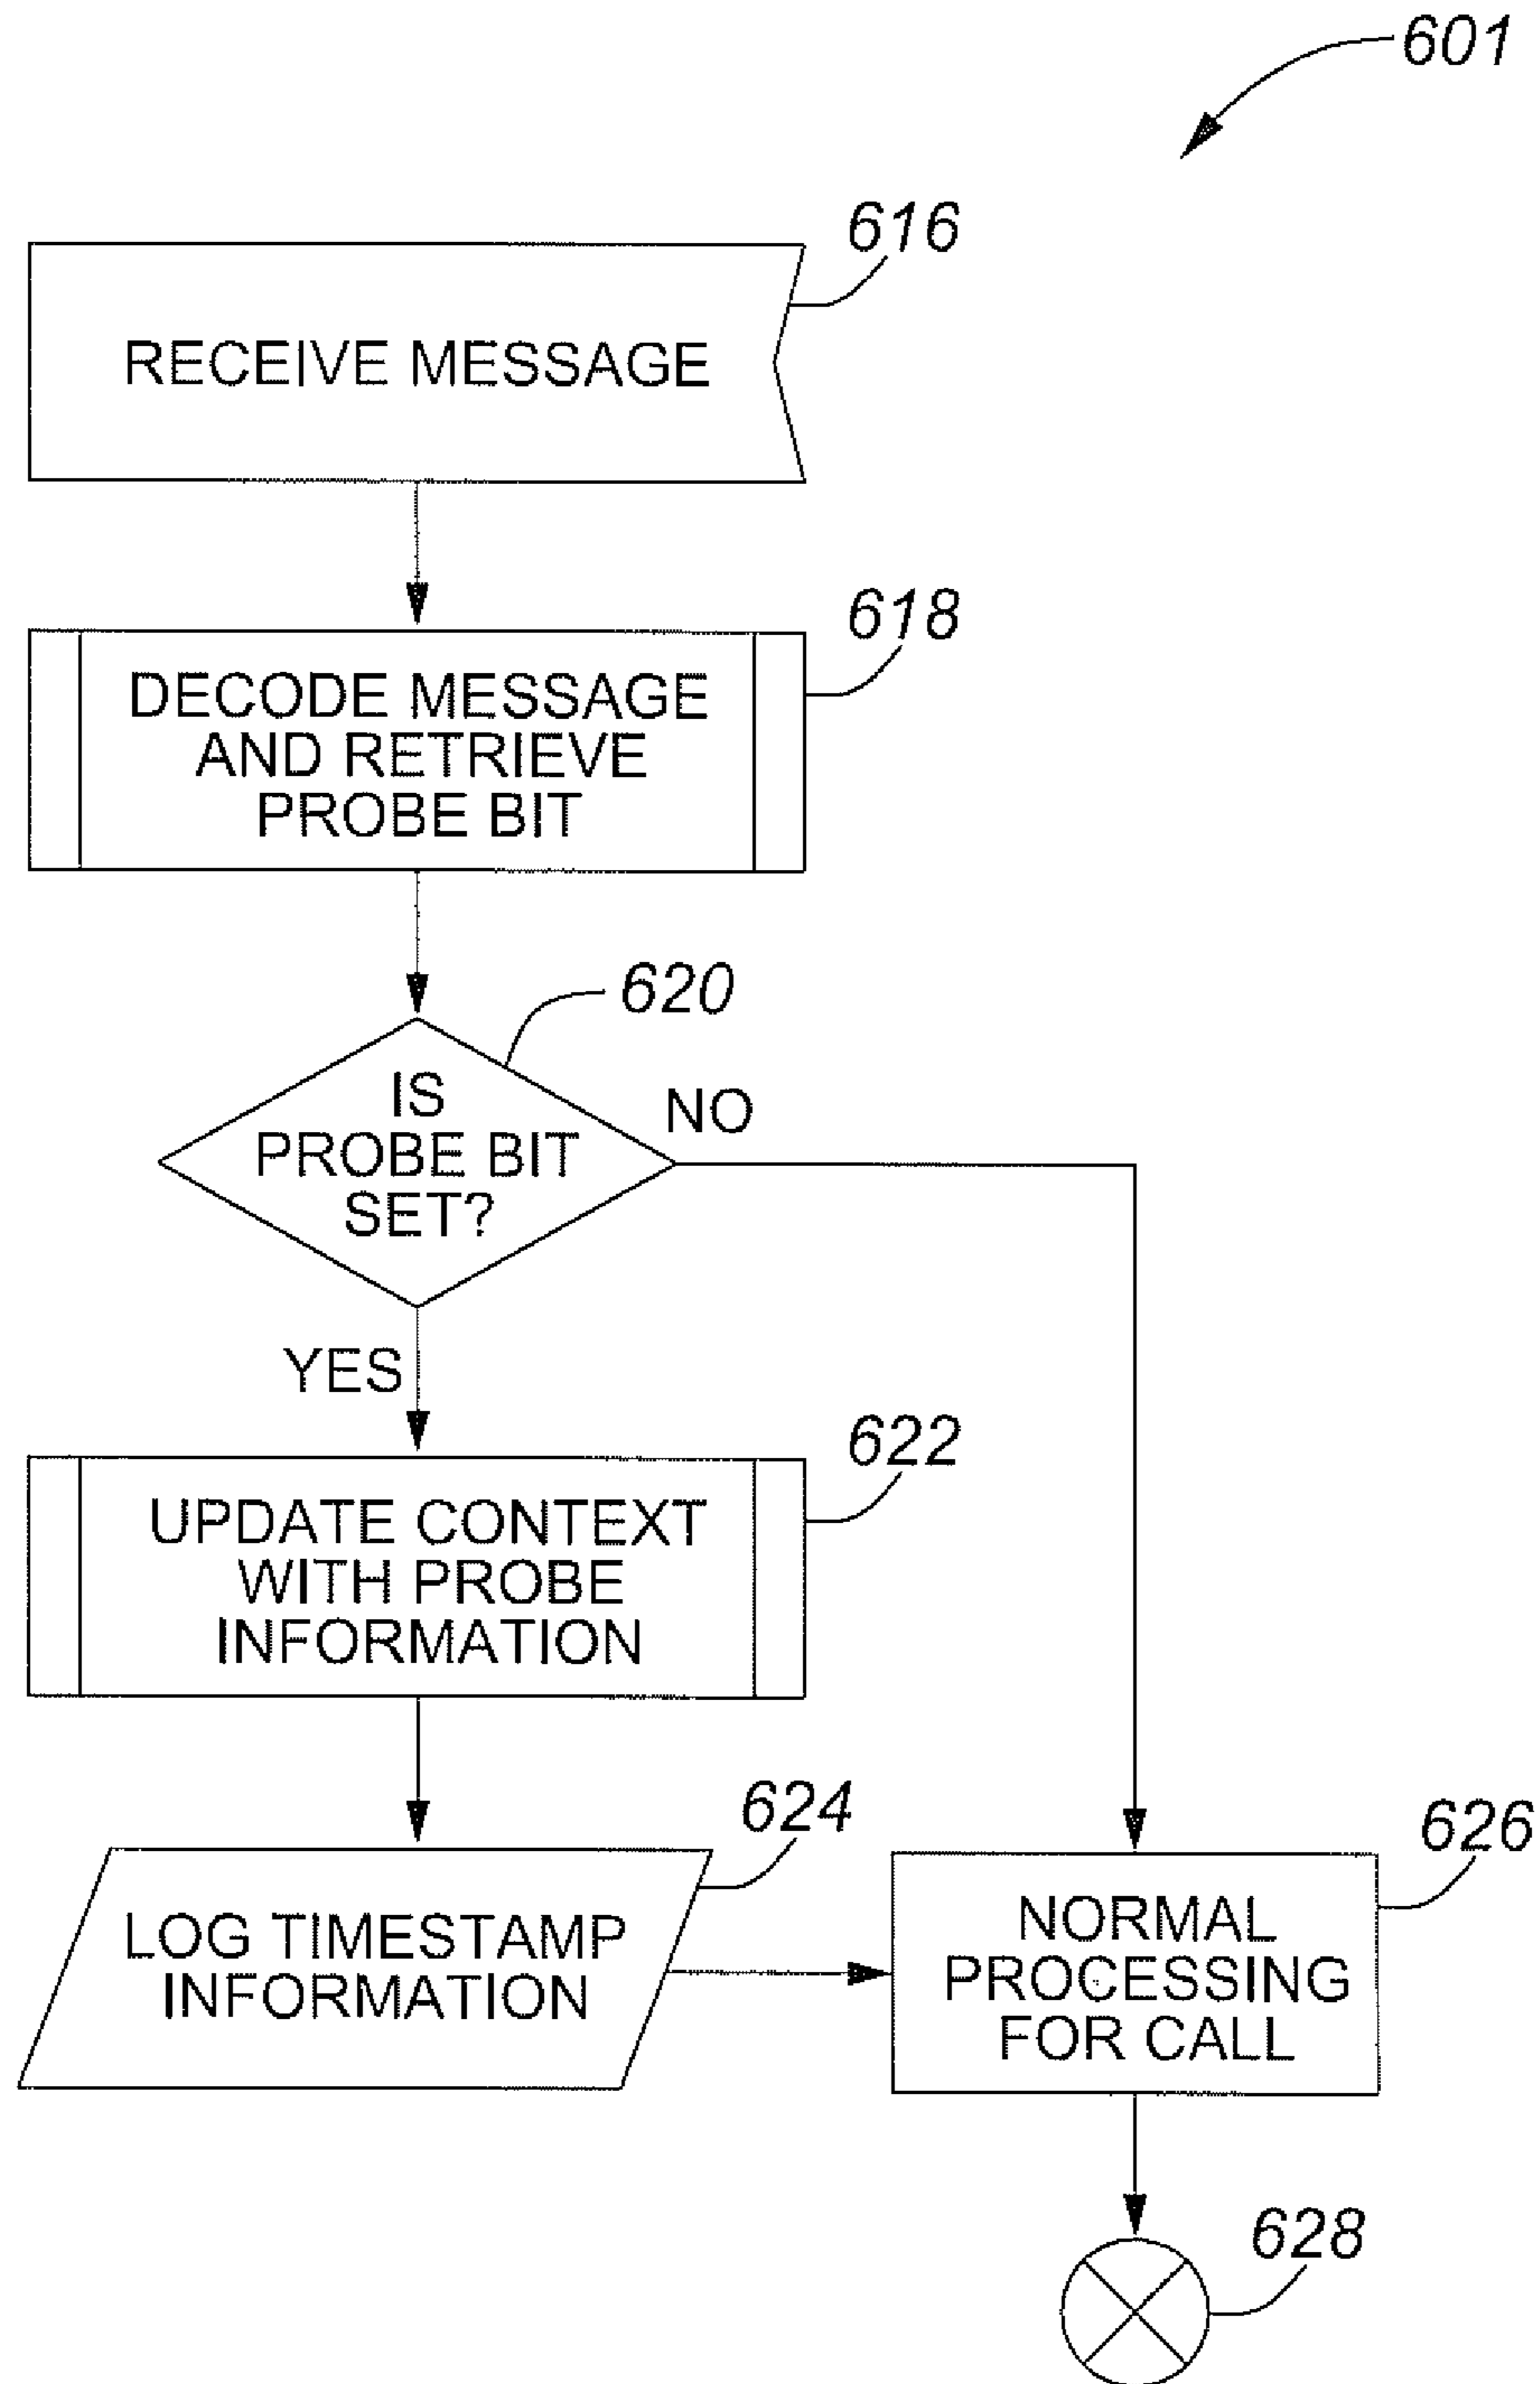 601
616
RECEIVE MESSAGE
618
DECODE MESSAGE
AND RETRIEVE
PROBE BIT
620
IS
PROBE BIT
SET?
NO
YES
622
UPDATE CONTEXT
WITH PROBE
INFORMATION
624
LOG TIMESTAMP
INFORMATION
626
NORMAL
PROCESSING
FOR CALL
628